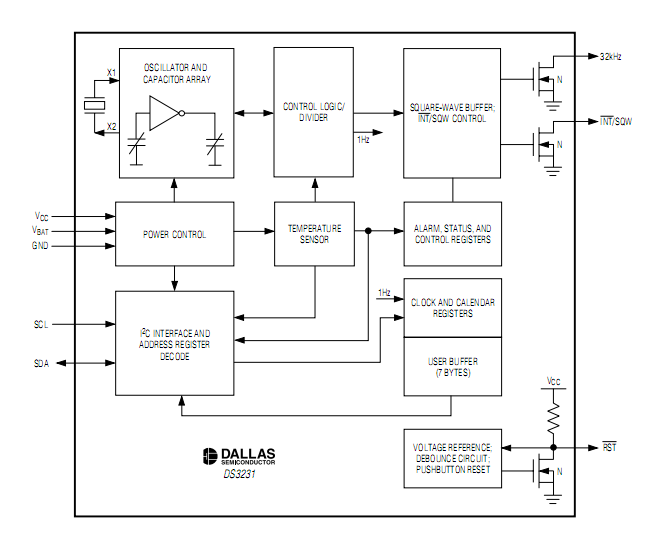 X1
X2
OSCILLATOR AND
CAPACITOR ARRAY
CONTROL LOGIC/
DIVIDER
1Hz
SQUARE-WAVE BUFFER;
INT/SQW CONTROL
N
32kHz
N
INT/SQW
VCC
VBAT
GND
POWER CONTROL
TEMPERATURE
SENSOR
ALARM, STATUS, AND
CONTROL REGISTERS
SCL
SDA
I2C INTERFACE AND
ADDRESS REGISTER
DECODE
1Hz
CLOCK AND CALENDAR
REGISTERS
USER BUFFER
(7 BYTES)
VCC
VOLTAGE REFERENCE;
DEBOUNCE CIRCUIT;
PUSHBUTTON RESET
N
RST
DALLAS
SEMICONDUCTOR
DS3231